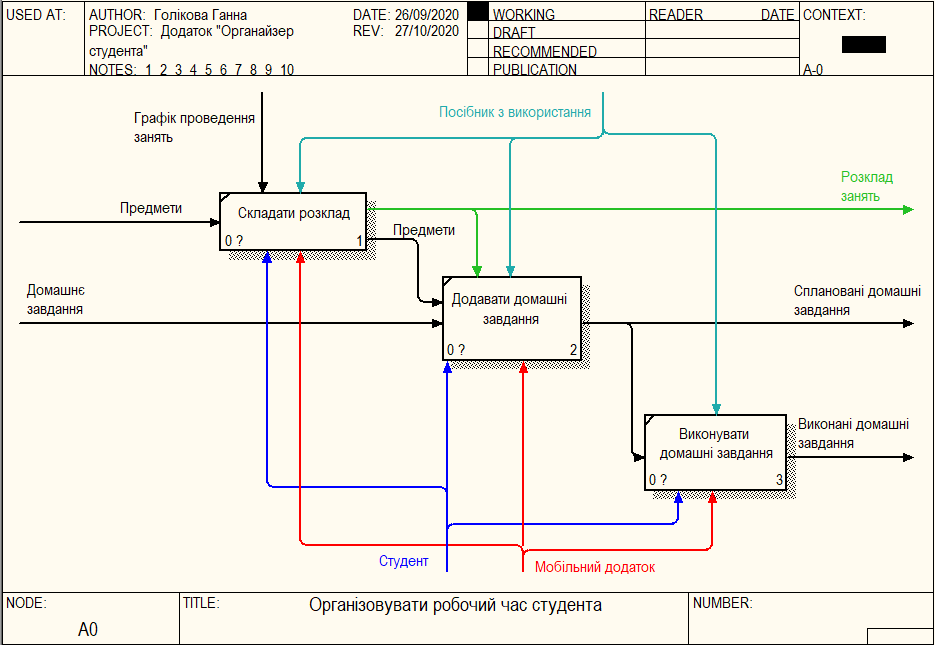 USED AT:
AUTHOR: Голікова Ганна
DATE: 26/09/2020
PROJECT: Додаток "Органайзер
студента"
REV: 27/10/2020
NOTES: 1 2 3 4 5 6 7 8 9 10
WORKING
DRAFT
RECOMMENDED
PUBLICATION
READER
DATE
CONTEXT:
A-0
Графік проведення
занять
Посібник з використання
Розклад
занять
Предмети
Складати розклад
0 ?
1
Предмети
Домашнє
завдання
Додавати домашні
завдання
0 ?
2
Сплановані домашні
завдання
Виконувати
домашні завдання
0 ?
3
Виконані домашні
завдання
Студент
Мобільний додаток
NODE:
A0
TITLE:
Організовувати робочий час студента
NUMBER: